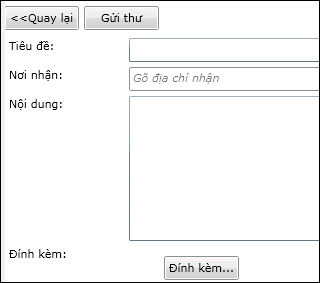 <<Quay lại Gửi thư
Tiêu đề:
Nơi nhận: Gõ địa chỉ nhận
Nội dung:
Đính kèm:
Đính kèm...